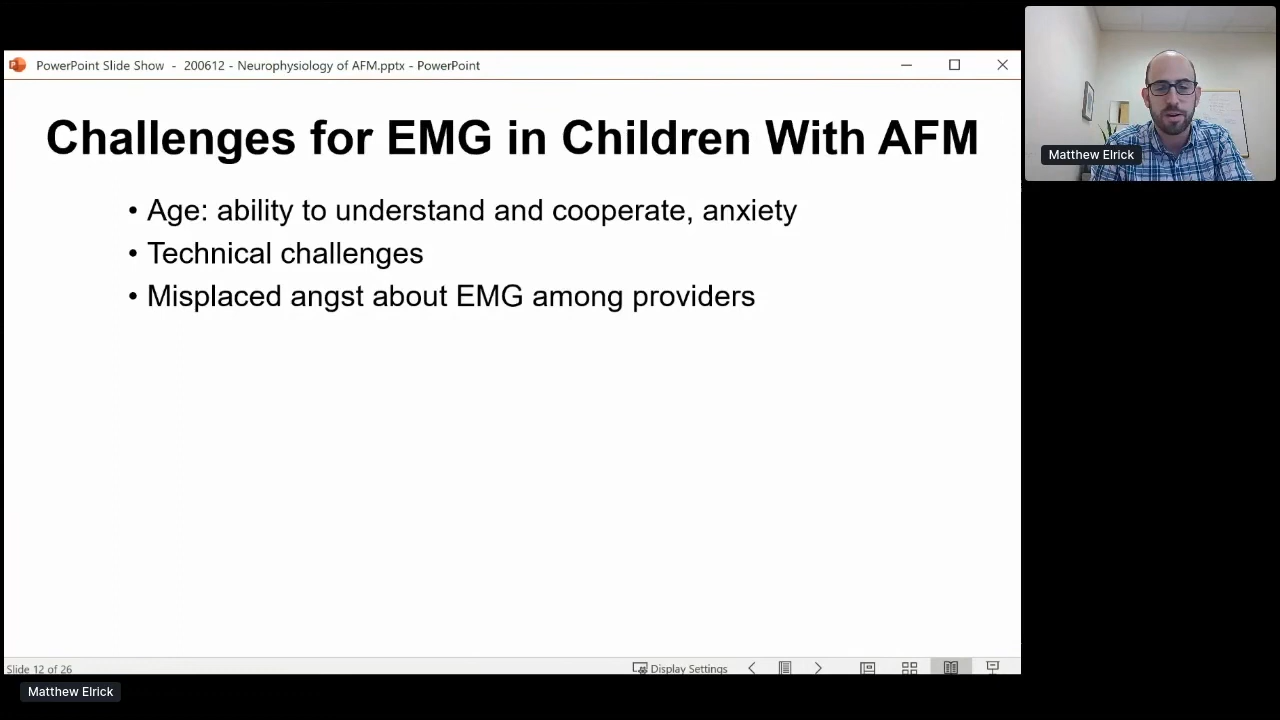 PowerPoint Slide Show - 200612 - Neurophysiology of AFM.pptx - PowerPoint
Challenges for EMG in Children With AFM
• Age: ability to understand and cooperate, anxiety
• Technical challenges
• Misplaced angst about EMG among providers
Slide 12 of 26
Display Settings
Matthew Elrick
Matthew Elrick